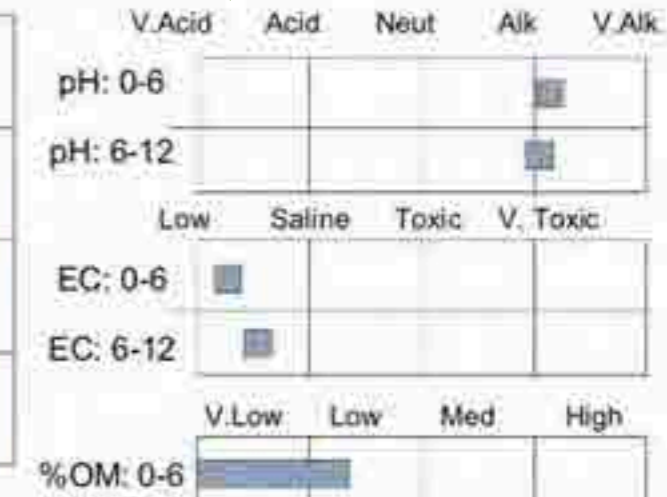 V.Acid Acid Neut Alk V.Alk
pH: 0-6
pH: 6-12
Low Saline Toxic V. Toxic
EC: 0-6
EC: 6-12
V.Low Low Med High
%OM: 0-6